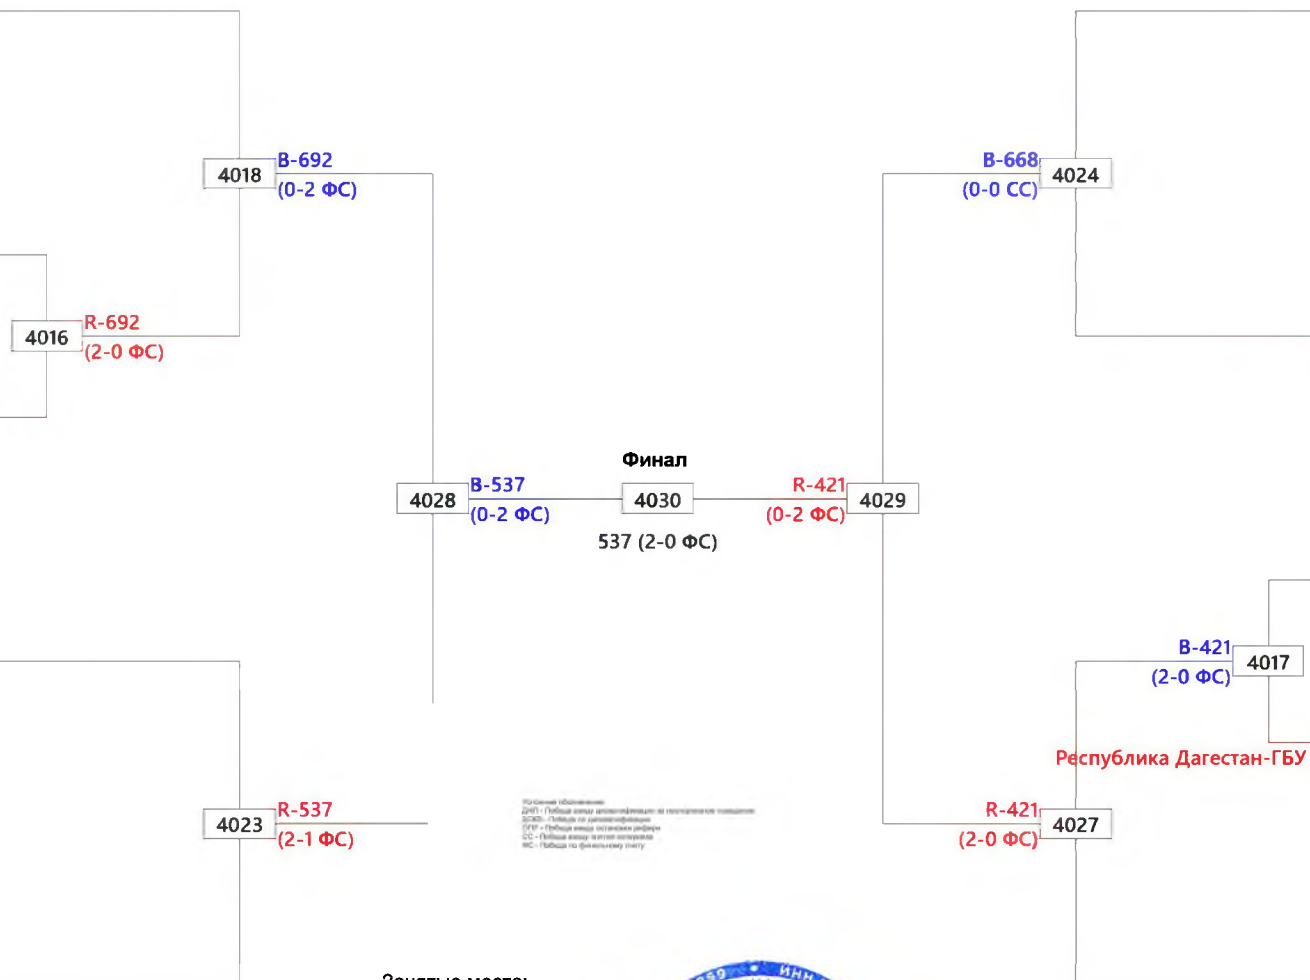 B-692
4018
(0-2 ФС)
B-668
4024
(0-0 СС)
R-692
4016
(2-0 ФС)
Финал
B-537
4028
(0-2 ФС)
4030
R-421
4029
(0-2 ФС)
537 (2-0 ФС)
B-421
4017
(2-0 ФС)
Республика Дагестан-ГБУ
R-537
4023
(2-1 ФС)
R-421
4027
(2-0 ФС)
ИНН